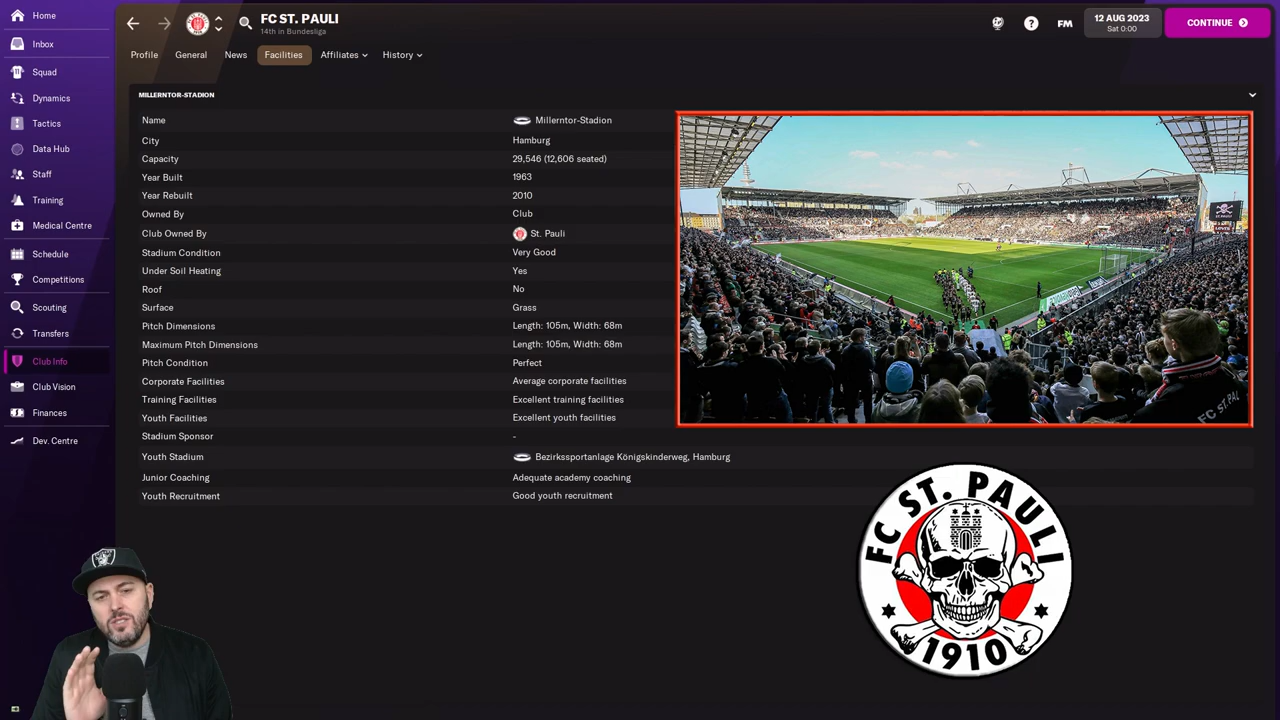 Home
Inbox
Squad
Dynamics
Tactics
Data Hub
Staff
Training
Medical Centre
Schedule
Competitions
Scouting
Transfers
Club Info
Club Vision
Finances
Dev. Centre
FC ST. PAULI
14th in Bundesliga
?
FM
12 AUG 2023
Sat 0:00
CONTINUE
Profile General News Facilities Affiliates History
MILLERNTOR-STADION
Name Millerntor-Stadion
City Hamburg
Capacity 29,546 (12,606 seated)
Year Built 1963
Year Rebuilt 2010
Owned By Club
Club Owned By St. Pauli
Stadium Condition Very Good
Under Soil Heating Yes
Roof No
Surface Grass
Pitch Dimensions Length: 105m, Width: 68m
Maximum Pitch Dimensions Length: 105m, Width: 68m
Pitch Condition Perfect
Corporate Facilities Average corporate facilities
Training Facilities Excellent training facilities
Youth Facilities Excellent youth facilities
Stadium Sponsor -
Youth Stadium Bezirkssportanlage Königskinderweg, Hamburg
Junior Coaching Adequate academy coaching
Youth Recruitment Good youth recruitment
FC ST. PAULI
1910
RAIDERS